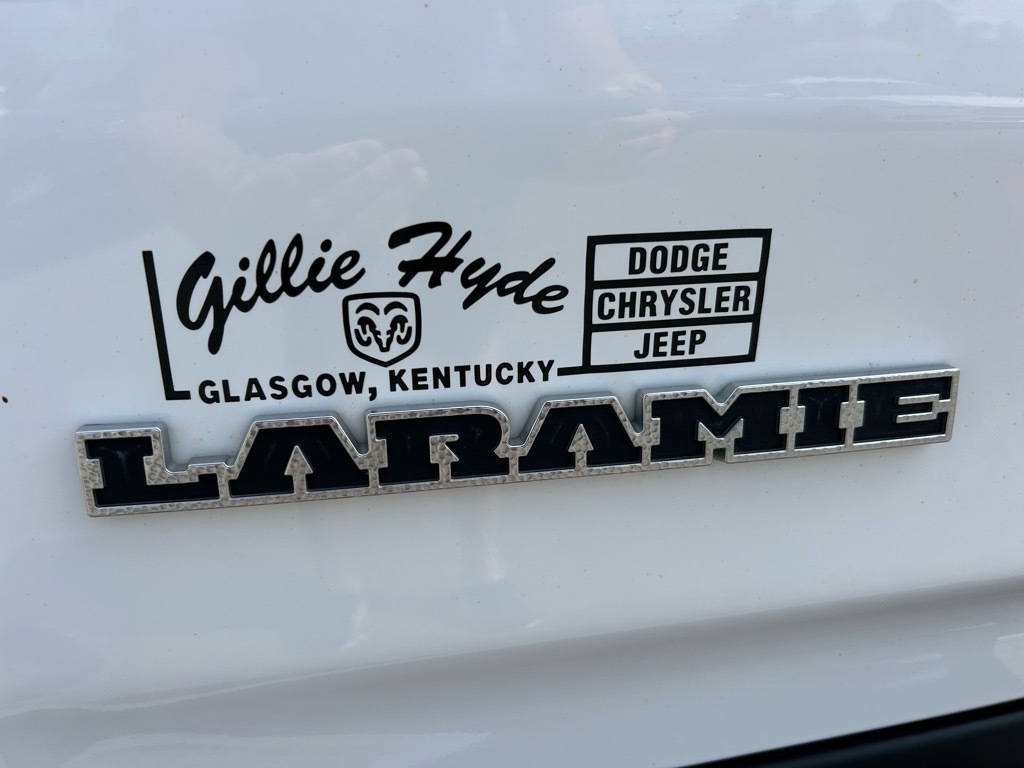 Gillie Hyde
DODGE
CHRYSLER
JEEP
GLASGOW, KENTUCKY
LARAMIE